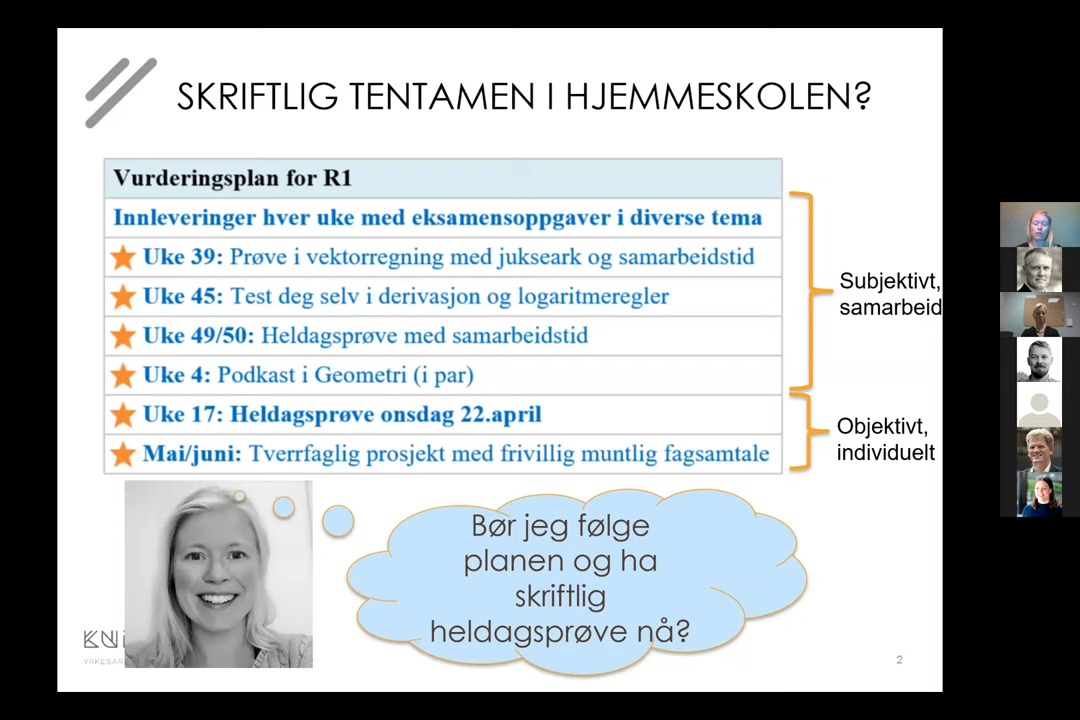 SKRIFTLIG TENTAMEN I HJEMMESKOLEN?
Vurderingsplan for R1
Innleveringer hver uke med eksamensoppgaver i diverse tema
Uke 39: Prøve i vektorregning med jukseark og samarbeidstid
Uke 45: Test deg selv i derivasjon og logaritmeregler
Uke 49/50: Heldagsprøve med samarbeidstid
Uke 4: Podkast i Geometri (i par)
Uke 17: Heldagsprøve onsdag 22.april
Mai/juni: Tverrfaglig prosjekt med frivillig muntlig fagsamtale
Subjektivt,
samarbeid
Objektivt,
individuelt
Bør jeg følge
planen og ha
skriftlig
heldagsprøve nå?
2